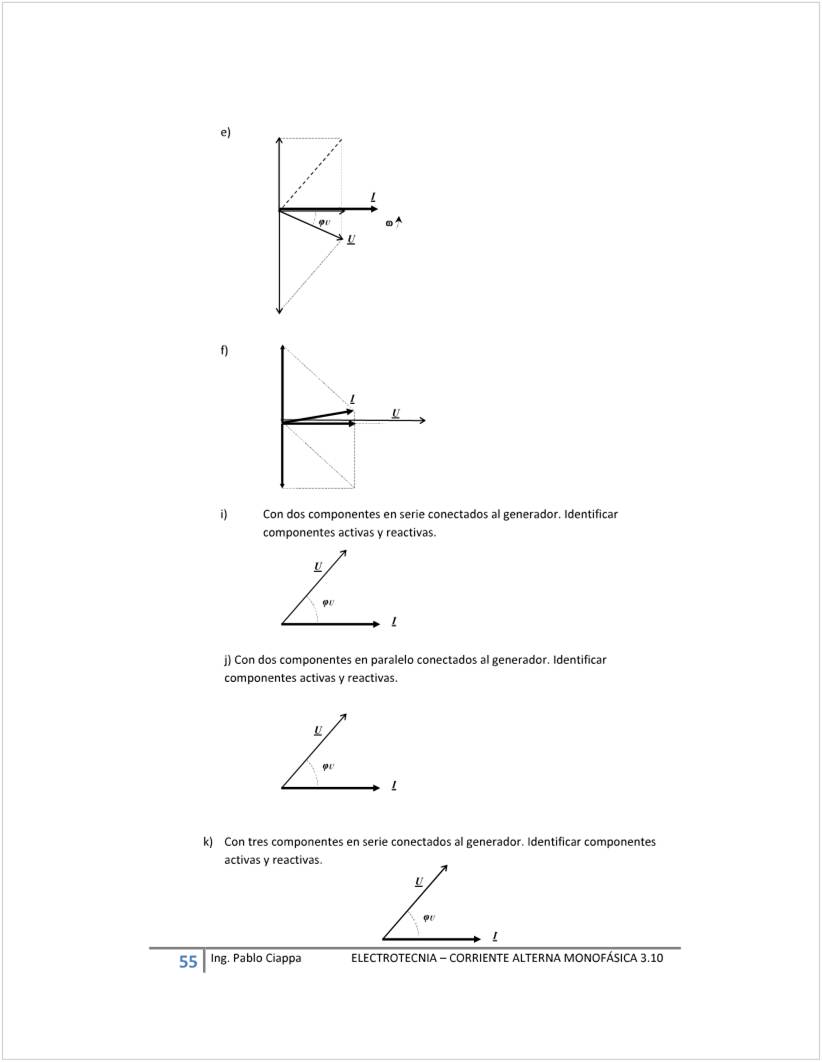 e)
I
φU
ω
U
f)
I
U
i) Con dos componentes en serie conectados al generador. Identificar
componentes activas y reactivas.
U
φU
I
j) Con dos componentes en paralelo conectados al generador. Identificar
componentes activas y reactivas.
U
φU
I
k) Con tres componentes en serie conectados al generador. Identificar componentes
activas y reactivas.
U
φU
I
55 Ing. Pablo Ciappa ELECTROTECNIA – CORRIENTE ALTERNA MONOFÁSICA 3.10